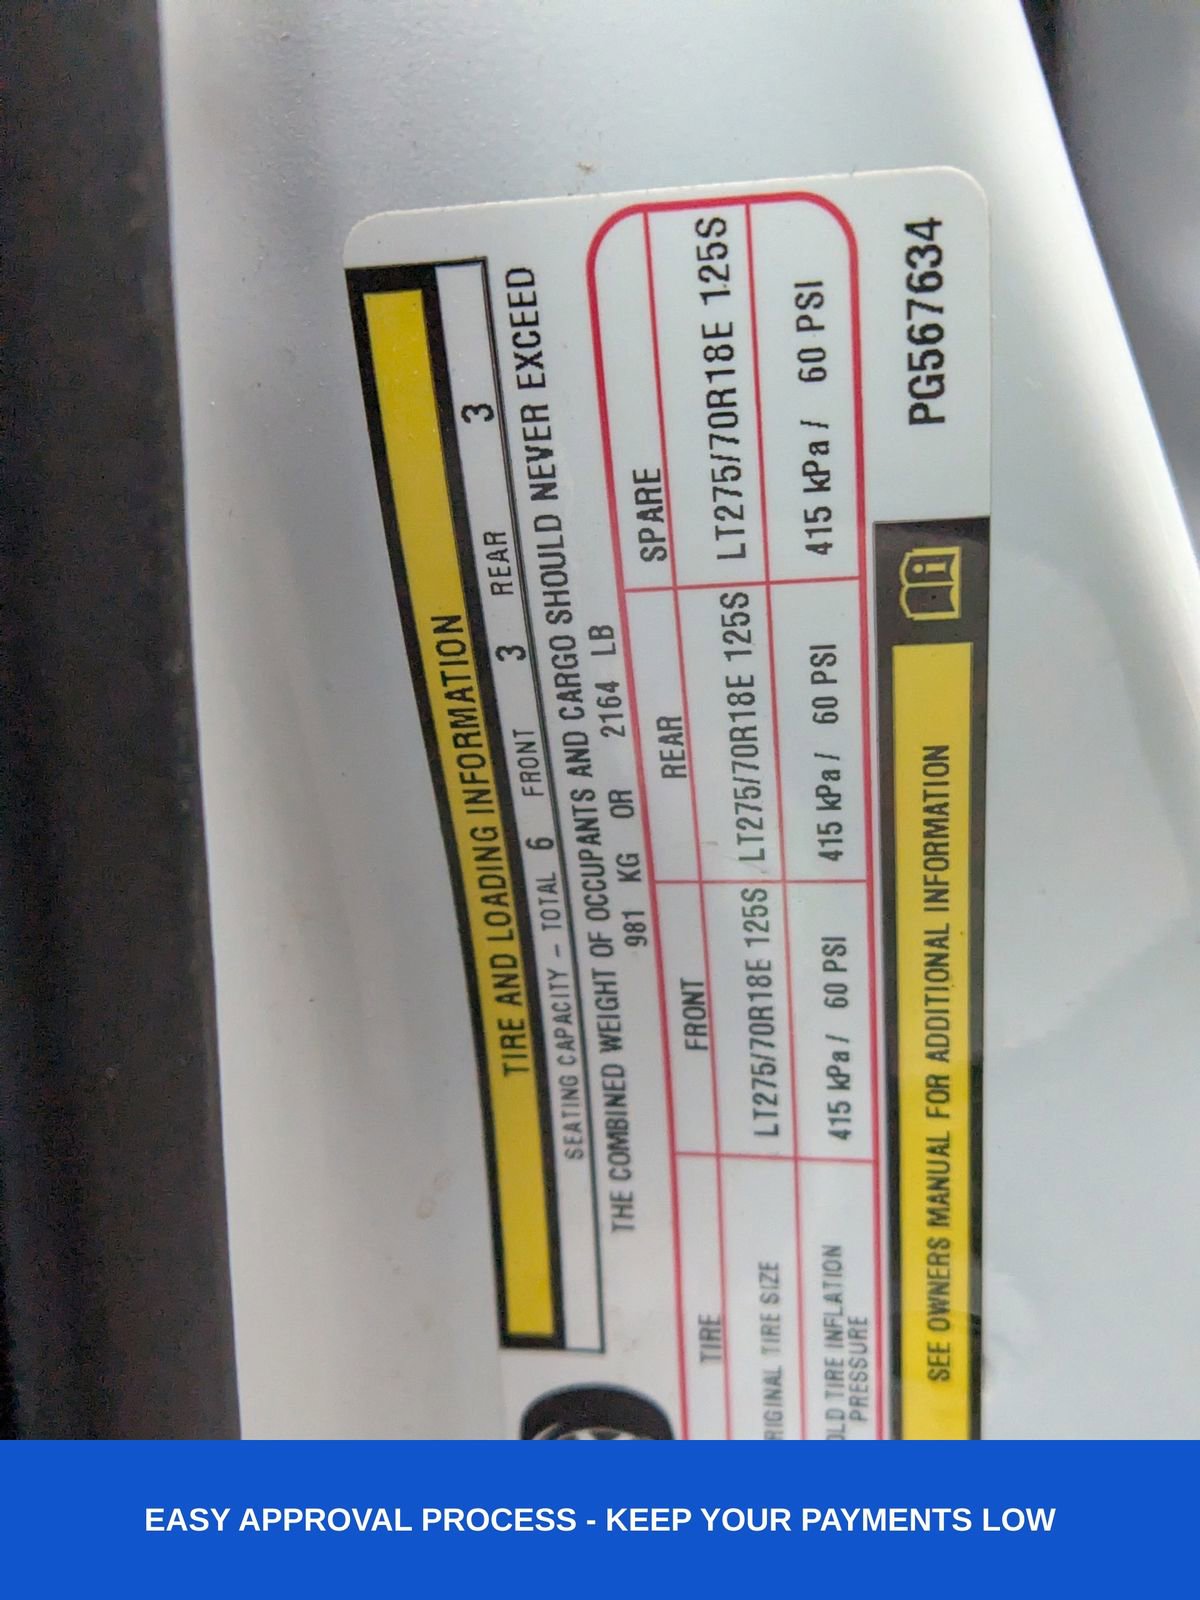 TIRE AND LOADING INFORMATION
SEATING CAPACITY – TOTAL 6 FRONT 3 REAR 3
THE COMBINED WEIGHT OF OCCUPANTS AND CARGO SHOULD NEVER EXCEED
981 KG OR 2164 LB
TIRE FRONT REAR SPARE
RIGINAL TIRE SIZE LT275/70R18E 125S LT275/70R18E 125S LT275/70R18E 125S
OLD TIRE INFLATION
PRESSURE 415 kPa / 60 PSI 415 kPa / 60 PSI 415 kPa / 60 PSI
SEE OWNERS MANUAL FOR ADDITIONAL INFORMATION
PG567634
EASY APPROVAL PROCESS - KEEP YOUR PAYMENTS LOW